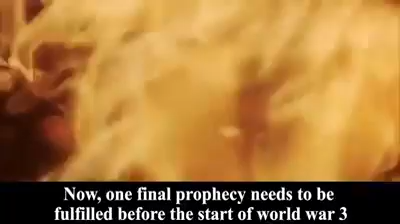 Now, one final prophecy needs to be
fulfilled before the start of world war 3